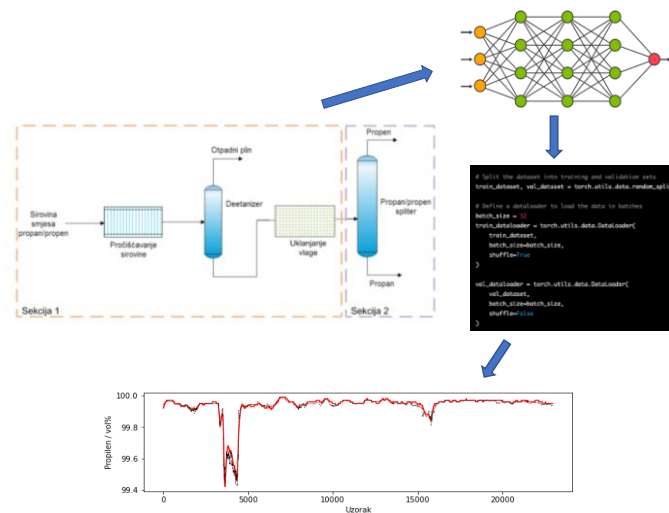 Otpadni plin
Propen
Deetanizer
Sirovina
smjesa
propan/propen
Pročišćavanje
sirovine
Uklanjanje
vlage
Propan/propen
spliter
Propan
Sekcija 1
Sekcija 2
# Split the dataset into training and validation sets
train_dataset, val_dataset = torch.utils.data.random_spli
# Define a dataloader to load the data in batches
batch_size = 32
train_dataloader = torch.utils.data.DataLoader(
train_dataset,
batch_size=batch_size,
shuffle=True
)
val_dataloader = torch.utils.data.DataLoader(
val_dataset,
batch_size=batch_size,
shuffle=False
)
100.0
99.8
99.6
99.4
Propilen / vol%
0
5000
10000
15000
20000
Uzorak